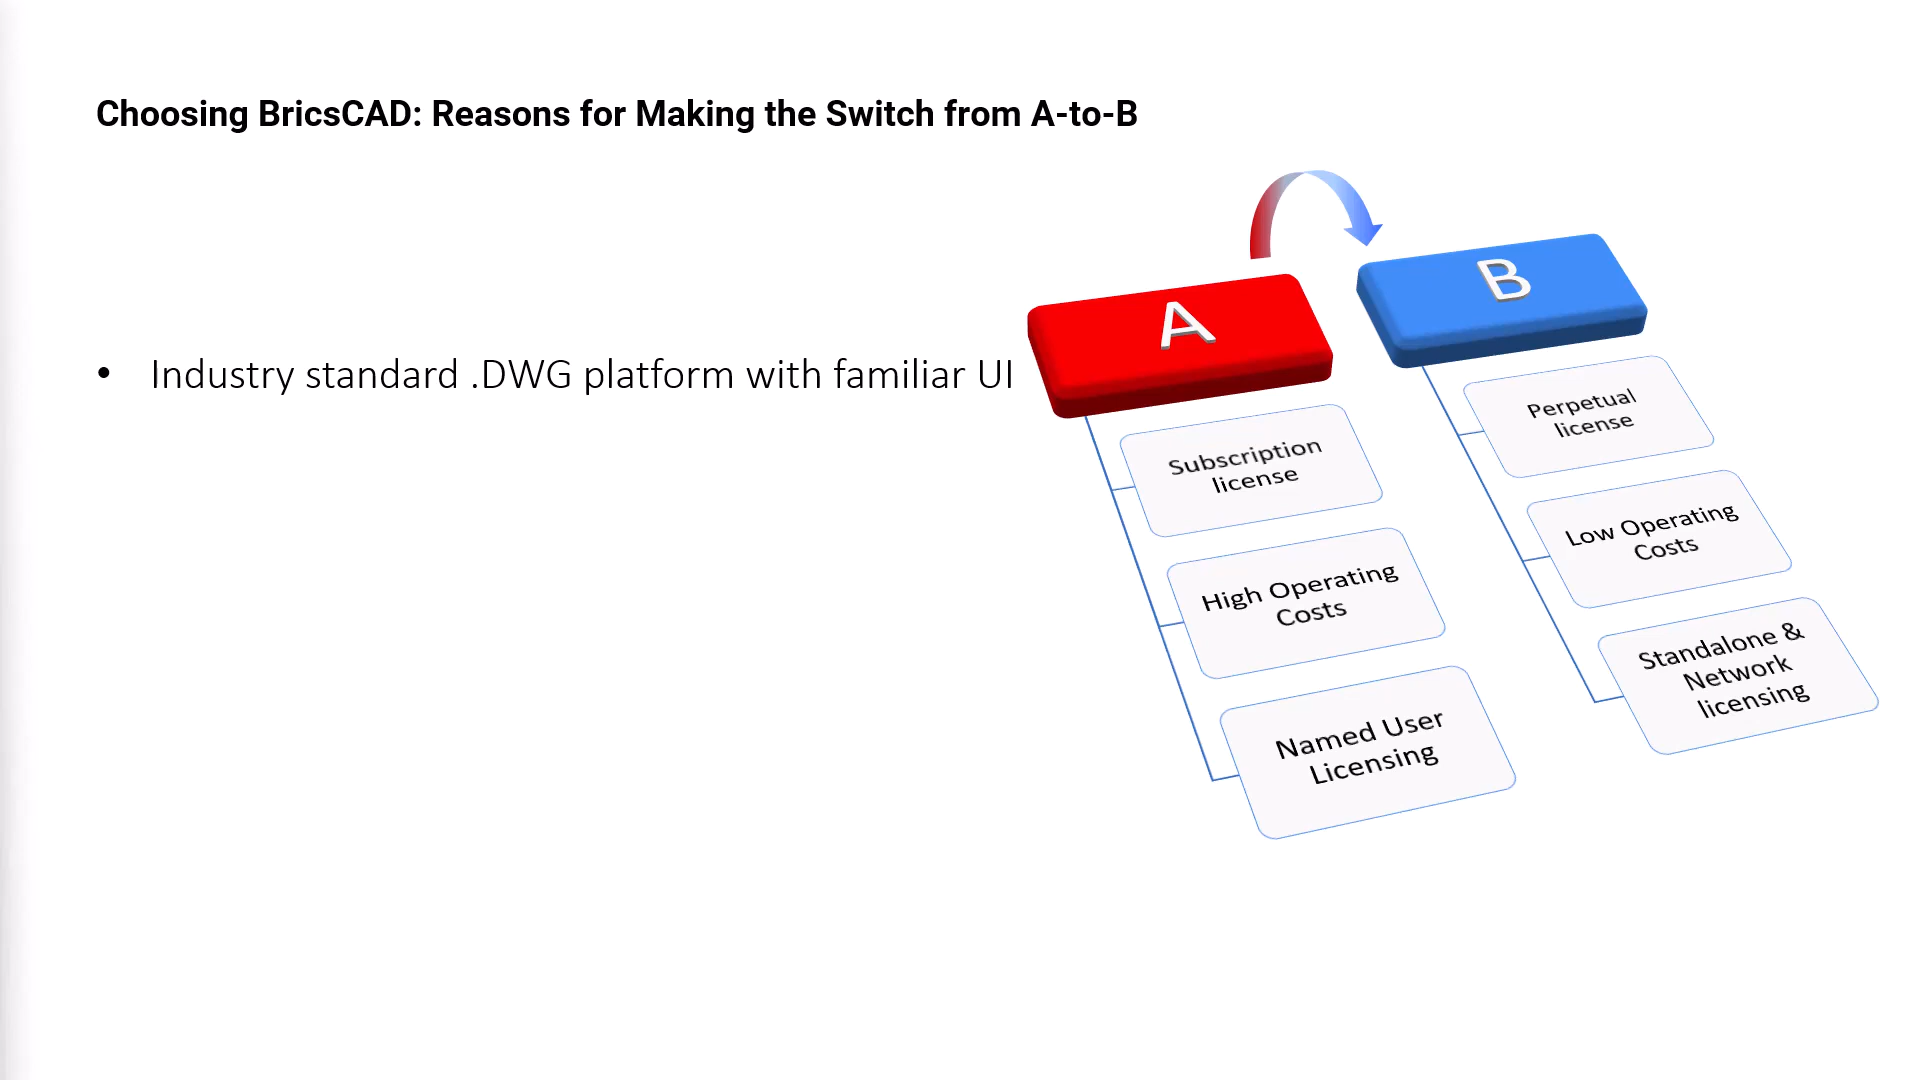 Choosing BricsCAD: Reasons for Making the Switch from A-to-B
• Industry standard .DWG platform with familiar UI
A
Subscription
license
High Operating
Costs
Named User
Licensing
B
Perpetual
license
Low Operating
Costs
Standalone &
Network
licensing